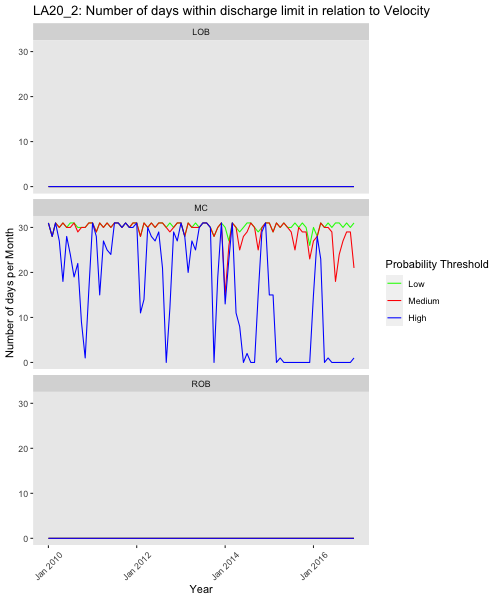 LA20_2: Number of days within discharge limit in relation to Velocity
LOB
30
20
10
0
MC
30
20
10
0
ROB
30
20
10
0
Number of days per Month
Jan 2010
Jan 2012
Jan 2014
Jan 2016
Year
Probability Threshold
Low
Medium
High